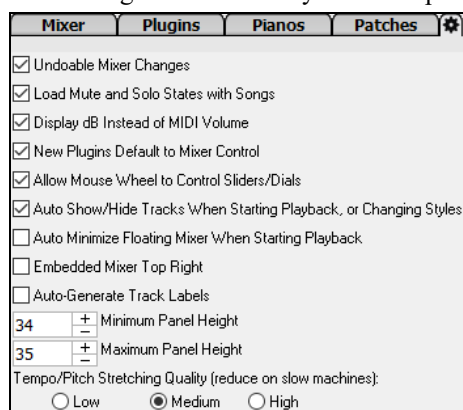 Mixer Plugins Pianos Patches
Undoable Mixer Changes
Load Mute and Solo States with Songs
Display dB Instead of MIDI Volume
New Plugins Default to Mixer Control
Allow Mouse Wheel to Control Sliders/Dials
Auto Show/Hide Tracks When Starting Playback, or Changing Styles
Auto Minimize Floating Mixer When Starting Playback
Embedded Mixer Top Right
Auto-Generate Track Labels
34 + − Minimum Panel Height
35 + − Maximum Panel Height
Tempo/Pitch Stretching Quality (reduce on slow machines):
Low Medium High